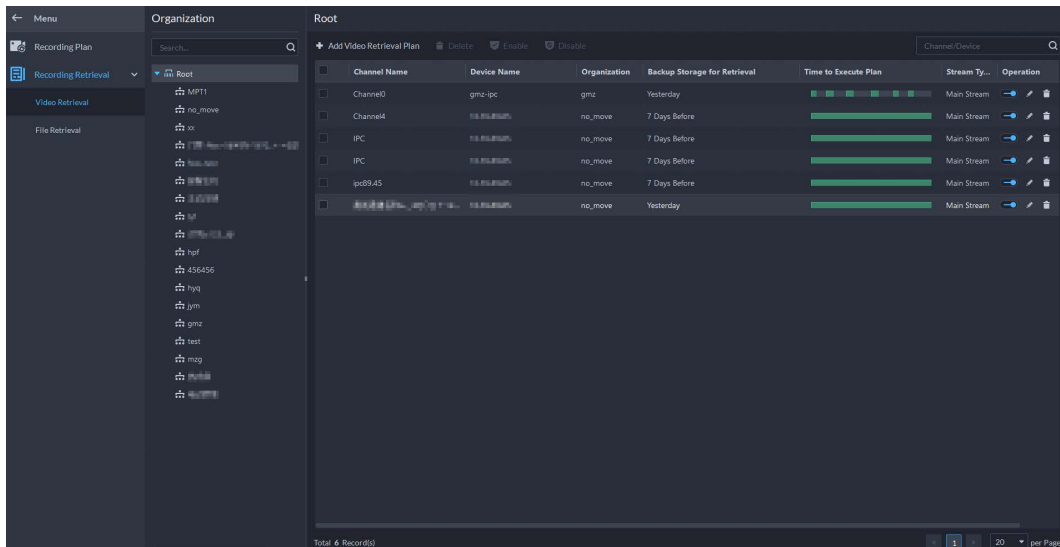 Menu
Recording Plan
Recording Retrieval
Video Retrieval
File Retrieval
Organization
Search...
Root
MPT1
no_move
xx
hpf
456456
hyq
jym
gmz
test
mzg
Root
Add Video Retrieval Plan Delete Enable Disable Channel/Device
Channel Name Device Name Organization Backup Storage for Retrieval Time to Execute Plan Stream Ty... Operation
Channel0 gmz-ipc gmz Yesterday Main Stream
Channel4 no_move 7 Days Before Main Stream
IPC no_move 7 Days Before Main Stream
IPC no_move 7 Days Before Main Stream
ipc89.45 no_move 7 Days Before Main Stream
no_move Yesterday Main Stream
Total 6 Record(s) 1 20 per Page